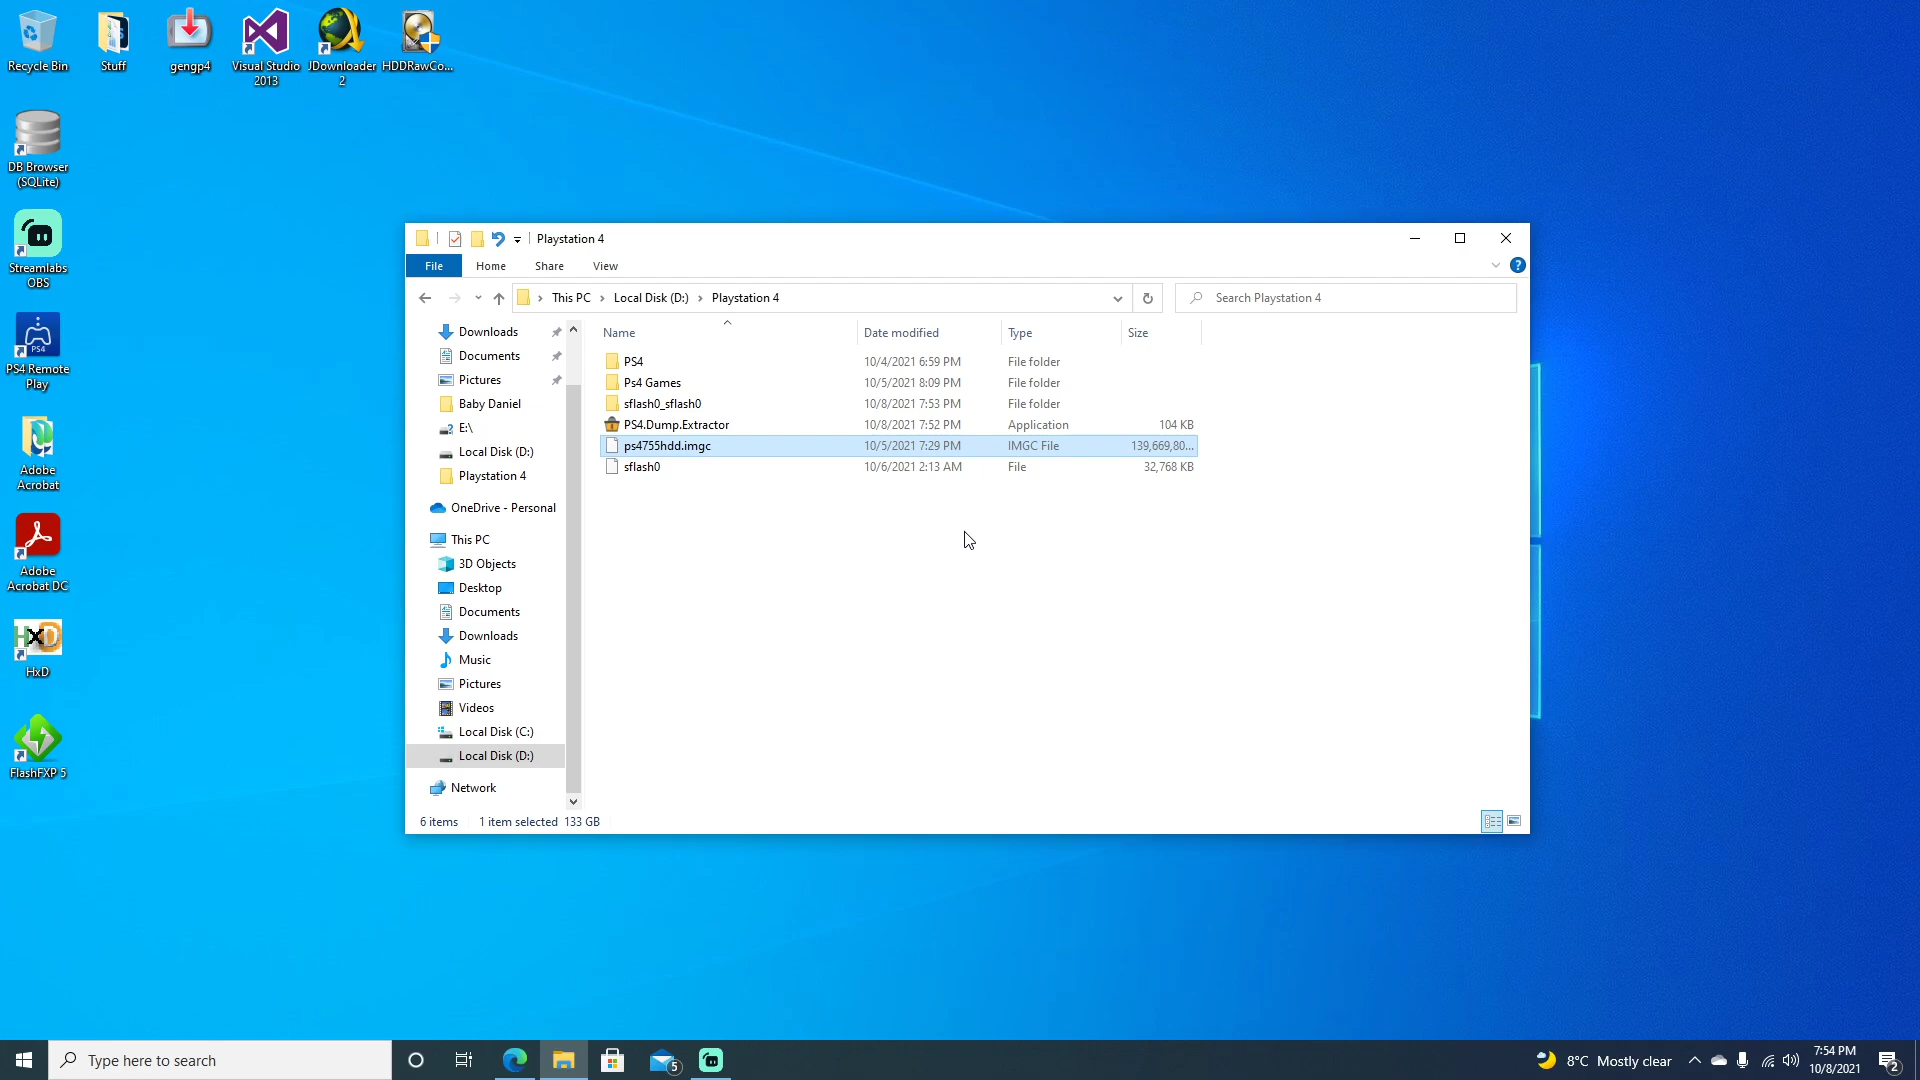 Recycle Bin
Stuff
gengp4
Visual Studio
2013
JDownloader
2
HDDRawCo...
DB Browser
(SQLite)
Streamlabs
OBS
PS4 Remote
Play
Adobe
Acrobat
Adobe
Acrobat DC
HxD
FlashFXP 5
Playstation 4
File Home Share View
This PC > Local Disk (D:) > Playstation 4
Search Playstation 4
Downloads
Documents
Pictures
Baby Daniel
E:\
Local Disk (D:)
Playstation 4
OneDrive - Personal
This PC
3D Objects
Desktop
Documents
Downloads
Music
Pictures
Videos
Local Disk (C:)
Local Disk (D:)
Network
Name Date modified Type Size
PS4 10/4/2021 6:59 PM File folder
Ps4 Games 10/5/2021 8:09 PM File folder
sflash0_sflash0 10/8/2021 7:53 PM File folder
PS4.Dump.Extractor 10/8/2021 7:52 PM Application 104 KB
ps4755hdd.imgc 10/5/2021 7:29 PM IMGC File 139,669,80...
sflash0 10/6/2021 2:13 AM File 32,768 KB
6 items 1 item selected 133 GB
Type here to search
5
8°C Mostly clear
7:54 PM
10/8/2021
2